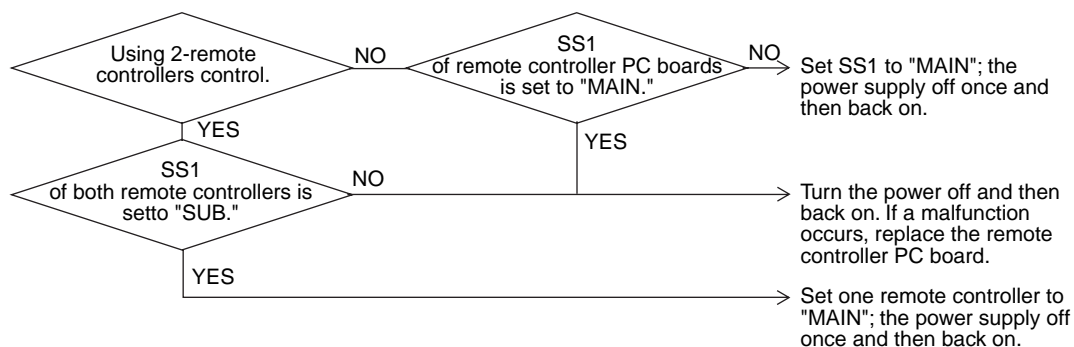 Using 2-remote
controllers control.
NO
SS1
of remote controller PC boards
is set to "MAIN."
NO
Set SS1 to "MAIN"; the
power supply off once and
then back on.
YES
YES
SS1
of both remote controllers is
setto "SUB."
NO
Turn the power off and then
back on. If a malfunction
occurs, replace the remote
controller PC board.
YES
Set one remote controller to
"MAIN"; the power supply off
once and then back on.